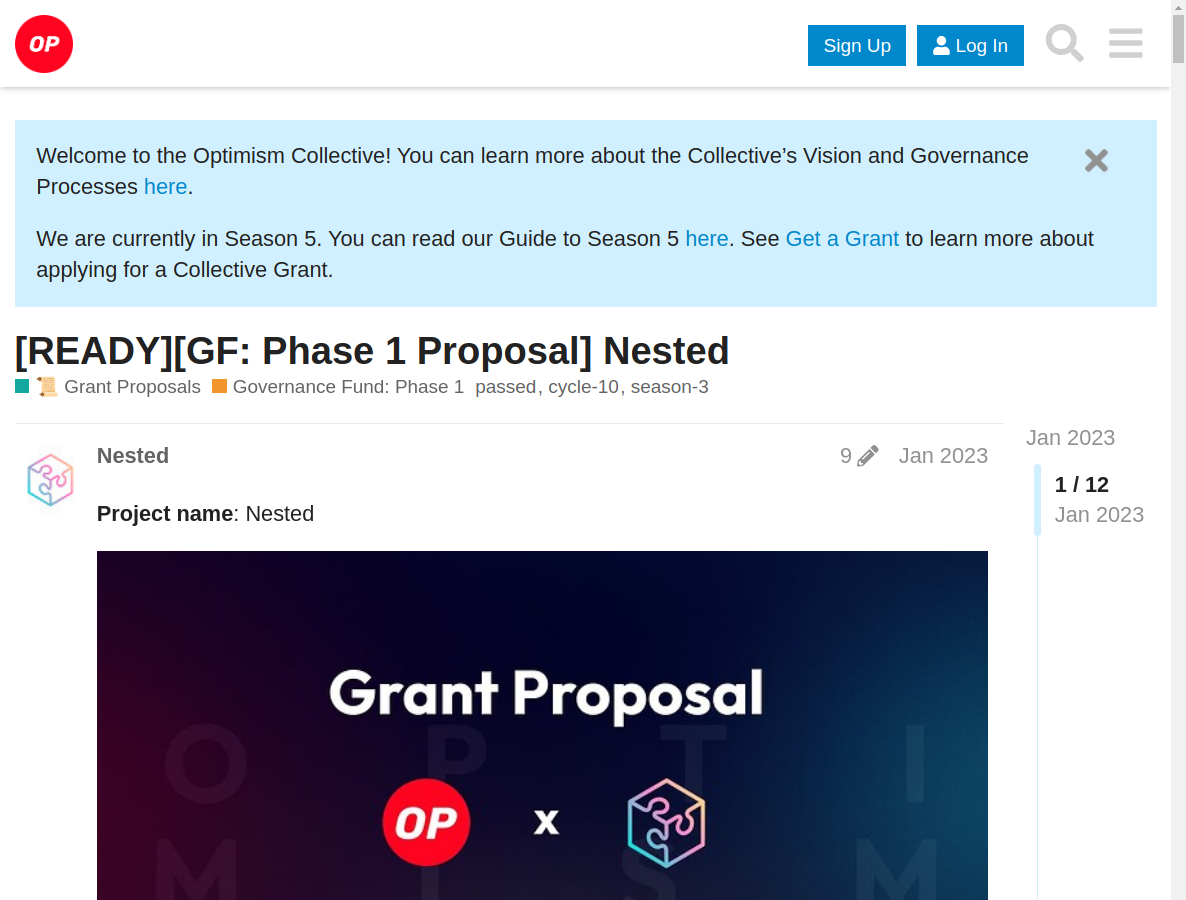 OP
Sign Up
Log In
Welcome to the Optimism Collective! You can learn more about the Collective’s Vision and Governance
Processes here.
We are currently in Season 5. You can read our Guide to Season 5 here. See Get a Grant to learn more about
applying for a Collective Grant.
[READY][GF: Phase 1 Proposal] Nested
📜 Grant Proposals Governance Fund: Phase 1 passed, cycle-10, season-3
Nested
9
Jan 2023
Jan 2023
1 / 12
Jan 2023
Project name: Nested
Grant Proposal
O P T I
OP x
M I S M